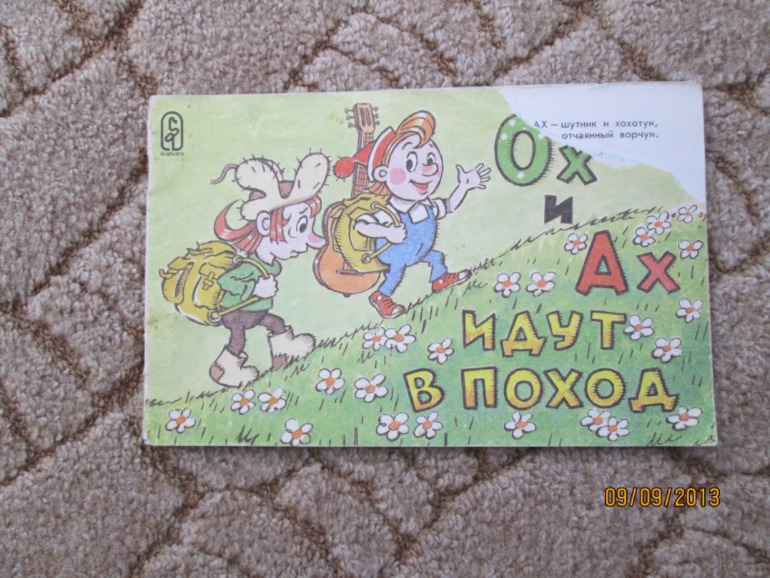 АХ — шутник и хохотун,
отчаянный ворчун.
Ох
и
Ах
ИДУТ
В ПОХОД
09/09/2013